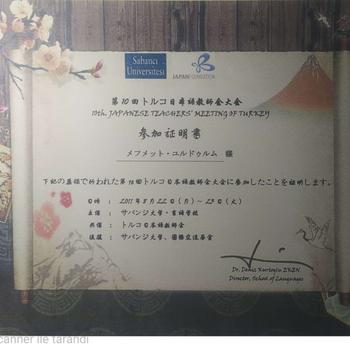 Sabancı
Üniversitesi
JAPANFOUNDATION
第10回トルコ日本語教師会大会
10th. JAPANESE TEACHERS' MEETING OF TURKEY
参加証明書
メフメット・ユルドゥルム 様
下記の要領で行われた第10回トルコ日本語教師会大会に参加したことを証明します。
日時 : 2011年8月22日(月)~23日(火)
主催 : サバンジ大学・言語学校
共催 : トルコ日本語教師会
後援 : サバンジ大学、国際交流基金
Dr. Deniz Kurtoğlu EKEN
Director, School of Languages
canner ile tarandı